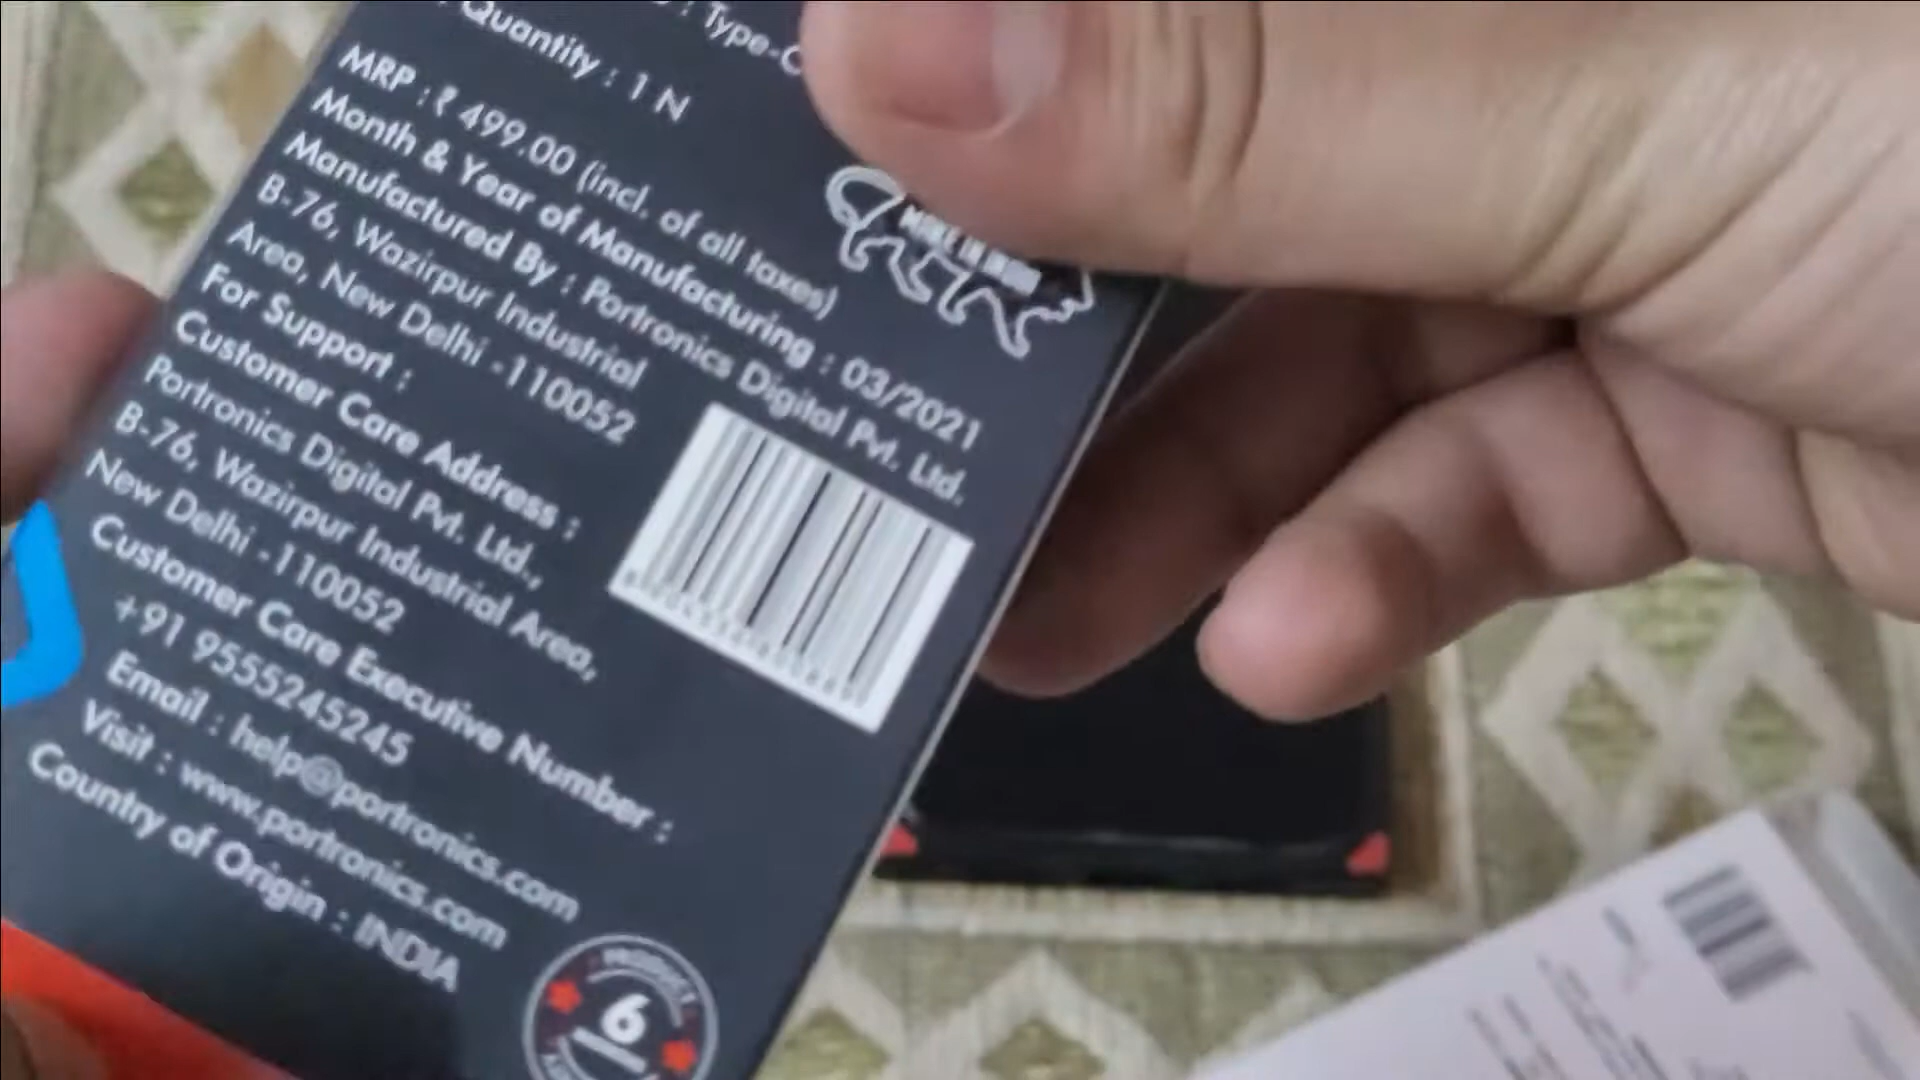 : Type-C
Quantity : 1 N
MRP : ₹ 499.00 (incl. of all taxes)
Month & Year of Manufacturing : 03/2021
Manufactured By : Portronics Digital Pvt. Ltd.
B-76, Wazirpur Industrial
Area, New Delhi -110052
For Support :
Customer Care Address :
Portronics Digital Pvt. Ltd.,
B-76, Wazirpur Industrial Area,
New Delhi -110052
Customer Care Executive Number :
+91 9555245245
Email : help@portronics.com
Visit : www.portronics.com
Country of Origin : INDIA
6